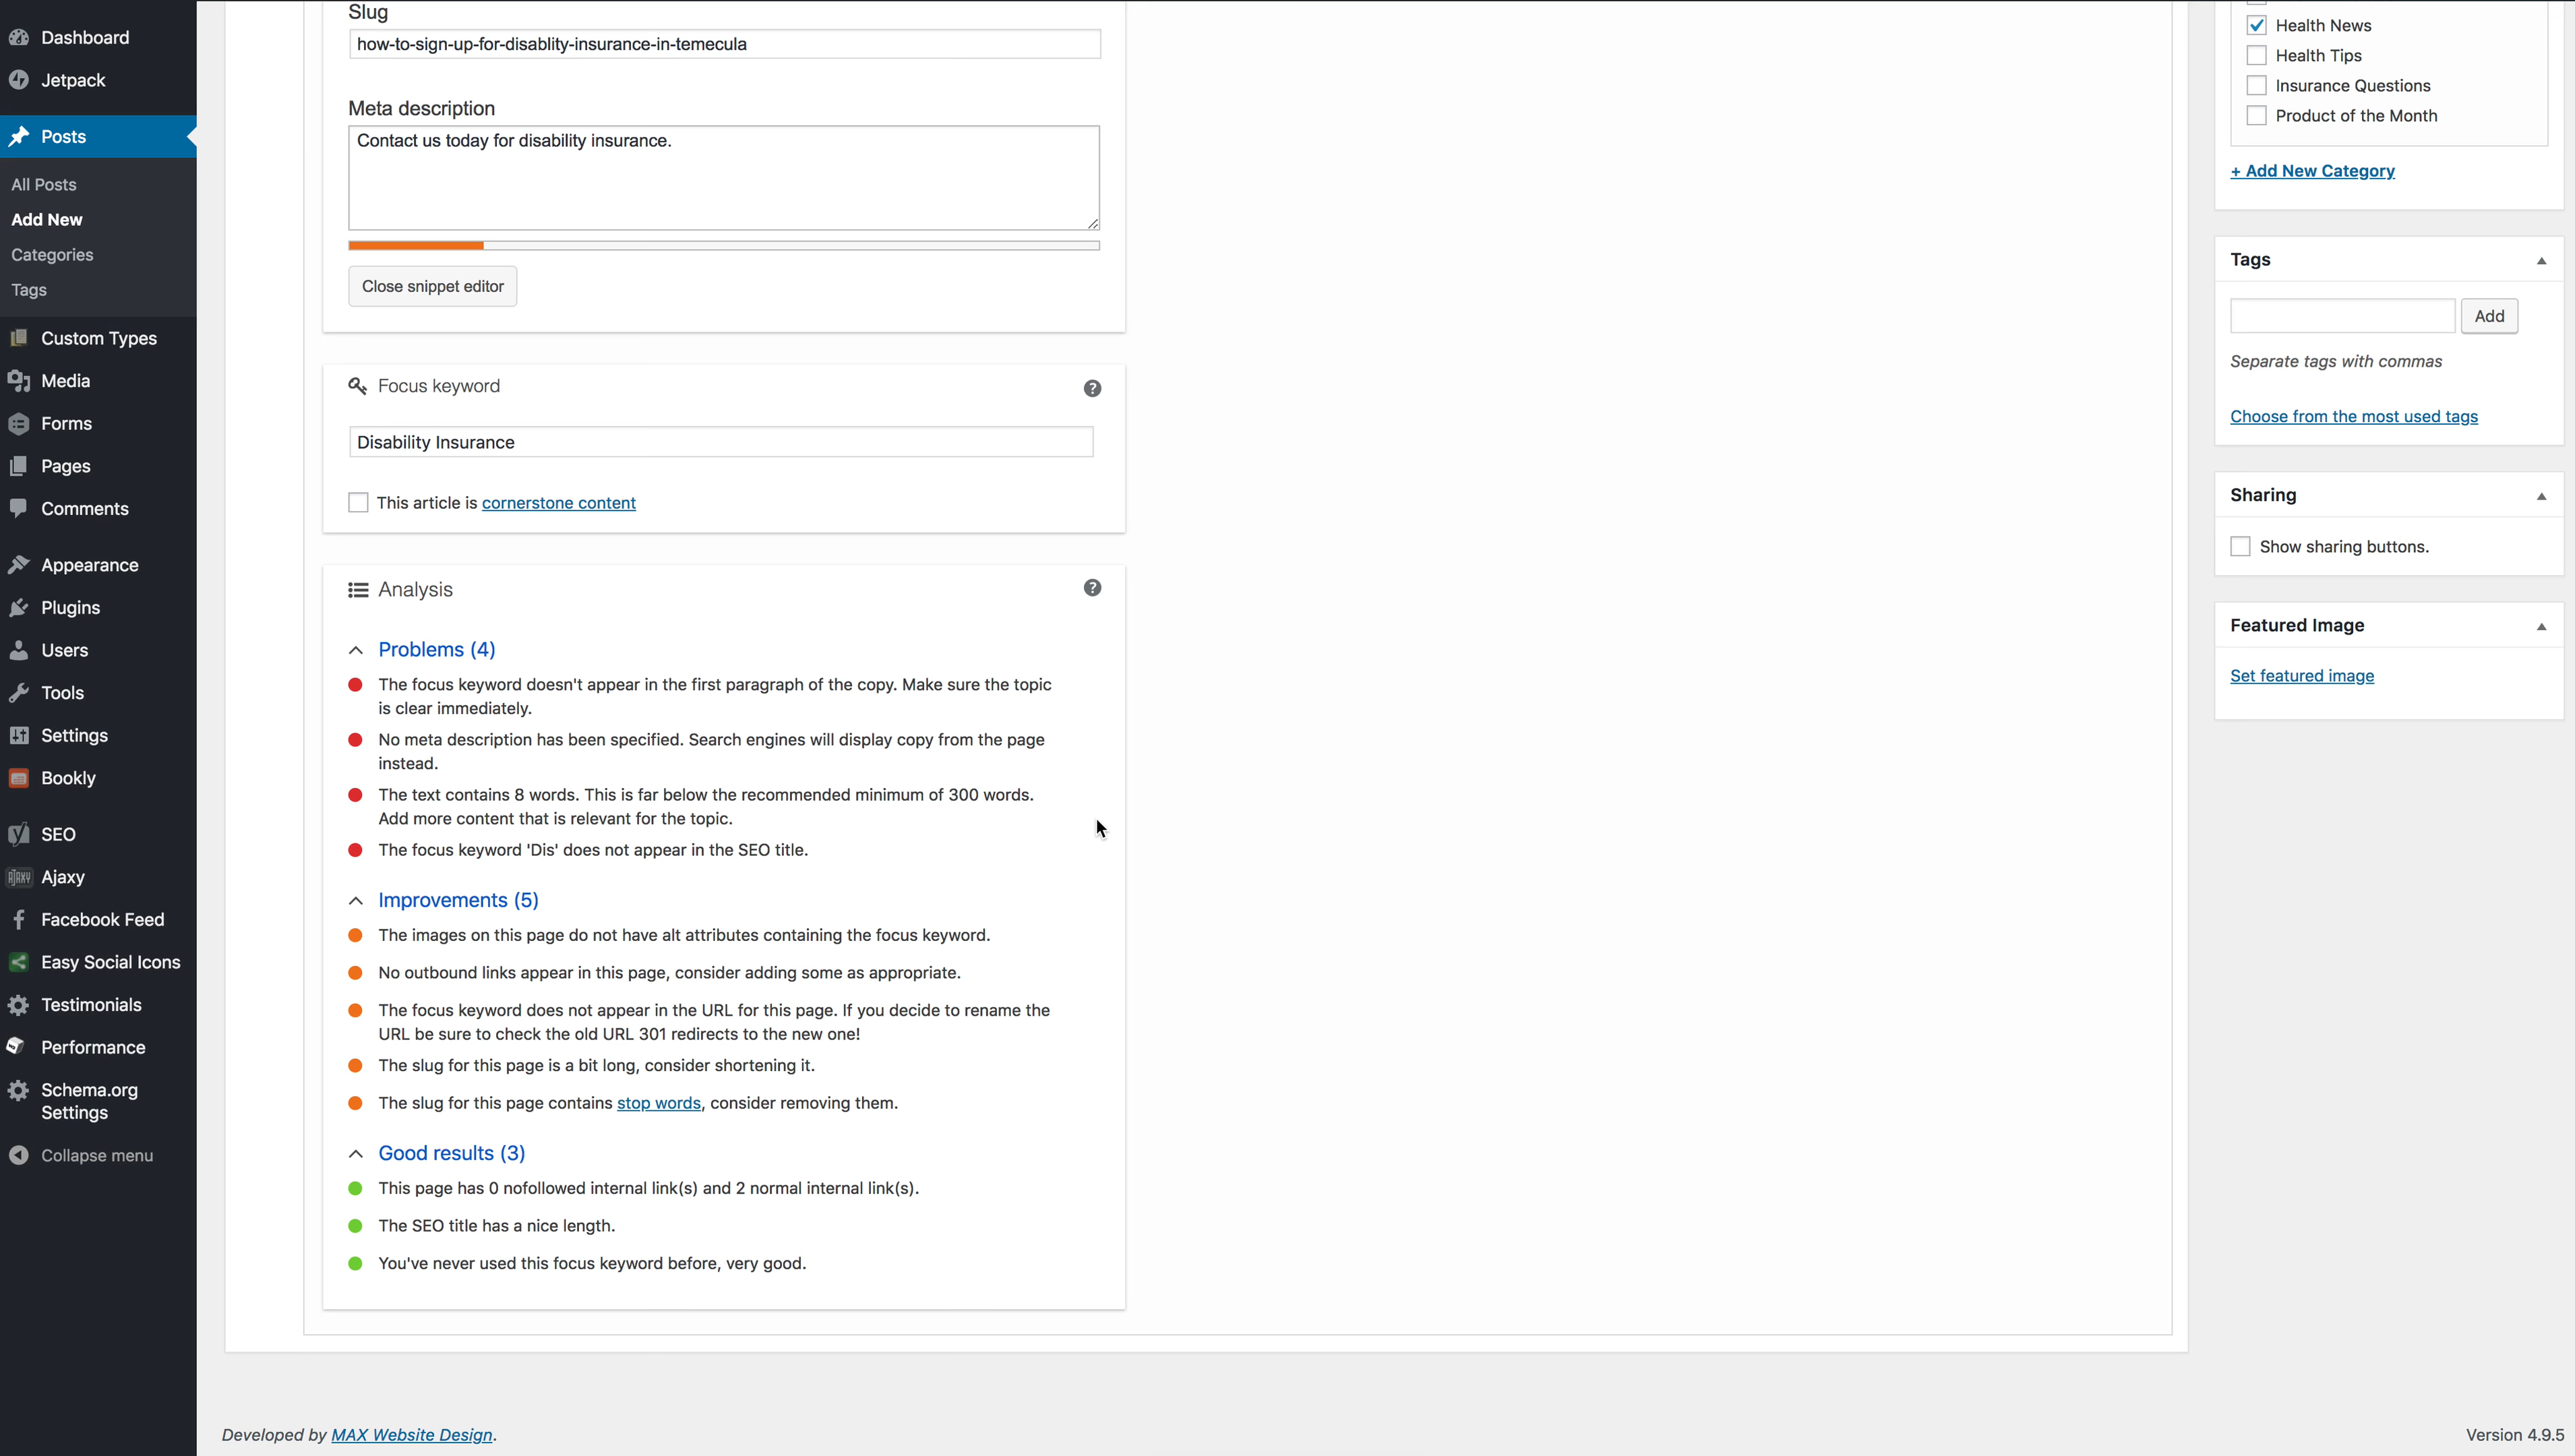 Dashboard
Jetpack
Posts
All Posts
Add New
Categories
Tags
Custom Types
Media
Forms
Pages
Comments
Appearance
Plugins
Users
Tools
Settings
Bookly
SEO
Ajaxy
Facebook Feed
Easy Social Icons
Testimonials
Performance
Schema.org
Settings
Collapse menu
Slug
how-to-sign-up-for-disablity-insurance-in-temecula
Meta description
Contact us today for disability insurance.
Close snippet editor
Focus keyword
Disability Insurance
This article is cornerstone content
Analysis
Problems (4)
The focus keyword doesn't appear in the first paragraph of the copy. Make sure the topic
is clear immediately.
No meta description has been specified. Search engines will display copy from the page
instead.
The text contains 8 words. This is far below the recommended minimum of 300 words.
Add more content that is relevant for the topic.
The focus keyword 'Dis' does not appear in the SEO title.
Improvements (5)
The images on this page do not have alt attributes containing the focus keyword.
No outbound links appear in this page, consider adding some as appropriate.
The focus keyword does not appear in the URL for this page. If you decide to rename the
URL be sure to check the old URL 301 redirects to the new one!
The slug for this page is a bit long, consider shortening it.
The slug for this page contains stop words, consider removing them.
Good results (3)
This page has 0 nofollowed internal link(s) and 2 normal internal link(s).
The SEO title has a nice length.
You've never used this focus keyword before, very good.
Health News
Health Tips
Insurance Questions
Product of the Month
+ Add New Category
Tags
Add
Separate tags with commas
Choose from the most used tags
Sharing
Show sharing buttons.
Featured Image
Set featured image
Developed by MAX Website Design.
Version 4.9.5